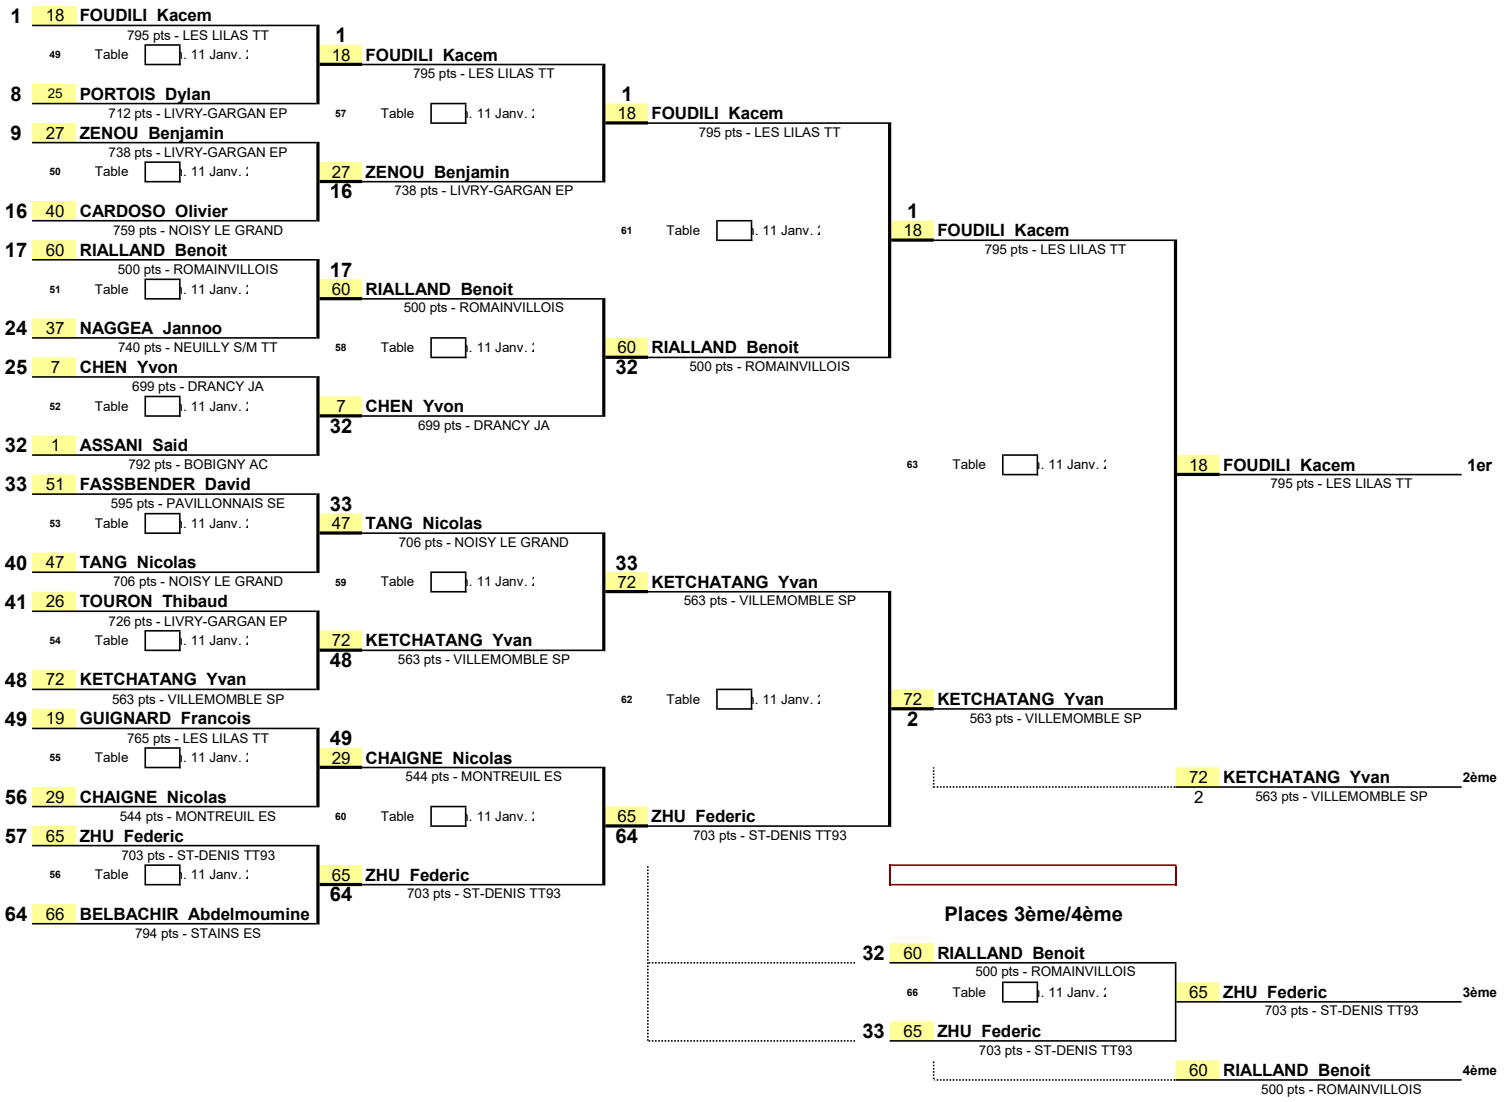 1 18 FOUDILI Kacem
795 pts - LES LILAS TT
49 Table 11 Janv.
8 25 PORTOIS Dylan
712 pts - LIVRY-GARGAN EP
9 27 ZENOU Benjamin
738 pts - LIVRY-GARGAN EP
50 Table 11 Janv.
16 40 CARDOSO Olivier
759 pts - NOISY LE GRAND
17 60 RIALLAND Benoit
500 pts - ROMAINVILLOIS
51 Table 11 Janv.
24 37 NAGGEA Jannoo
740 pts - NEUILLY S/M TT
25 7 CHEN Yvon
699 pts - DRANCY JA
52 Table 11 Janv.
32 1 ASSANI Said
792 pts - BOBIGNY AC
33 51 FASSBENDER David
595 pts - PAVILLONNAIS SE
53 Table 11 Janv.
40 47 TANG Nicolas
706 pts - NOISY LE GRAND
41 26 TOURON Thibaud
726 pts - LIVRY-GARGAN EP
54 Table 11 Janv.
48 72 KETCHATANG Yvan
563 pts - VILLEMOMBLE SP
49 19 GUIGNARD Francois
765 pts - LES LILAS TT
55 Table 11 Janv.
56 29 CHAIGNE Nicolas
544 pts - MONTREUIL ES
57 65 ZHU Federic
703 pts - ST-DENIS TT93
56 Table 11 Janv.
64 66 BELBACHIR Abdelmoumine
794 pts - STAINS ES
1
18 FOUDILI Kacem
795 pts - LES LILAS TT
57 Table 11 Janv.
27 ZENOU Benjamin
16 738 pts - LIVRY-GARGAN EP
17
60 RIALLAND Benoit
500 pts - ROMAINVILLOIS
58 Table 11 Janv.
7 CHEN Yvon
32 699 pts - DRANCY JA
33
47 TANG Nicolas
706 pts - NOISY LE GRAND
59 Table 11 Janv.
72 KETCHATANG Yvan
48 563 pts - VILLEMOMBLE SP
49
29 CHAIGNE Nicolas
544 pts - MONTREUIL ES
60 Table 11 Janv.
65 ZHU Federic
64 703 pts - ST-DENIS TT93
1
18 FOUDILI Kacem
795 pts - LES LILAS TT
61 Table 11 Janv.
60 RIALLAND Benoit
32 500 pts - ROMAINVILLOIS
33
72 KETCHATANG Yvan
563 pts - VILLEMOMBLE SP
62 Table 11 Janv.
65 ZHU Federic
64 703 pts - ST-DENIS TT93
1
18 FOUDILI Kacem
795 pts - LES LILAS TT
63 Table 11 Janv.
72 KETCHATANG Yvan
2 563 pts - VILLEMOMBLE SP
18 FOUDILI Kacem 1er
795 pts - LES LILAS TT
72 KETCHATANG Yvan 2ème
2 563 pts - VILLEMOMBLE SP
Places 3ème/4ème
32 60 RIALLAND Benoit
500 pts - ROMAINVILLOIS
66 Table 11 Janv.
33 65 ZHU Federic
703 pts - ST-DENIS TT93
65 ZHU Federic 3ème
703 pts - ST-DENIS TT93
60 RIALLAND Benoit 4ème
500 pts - ROMAINVILLOIS